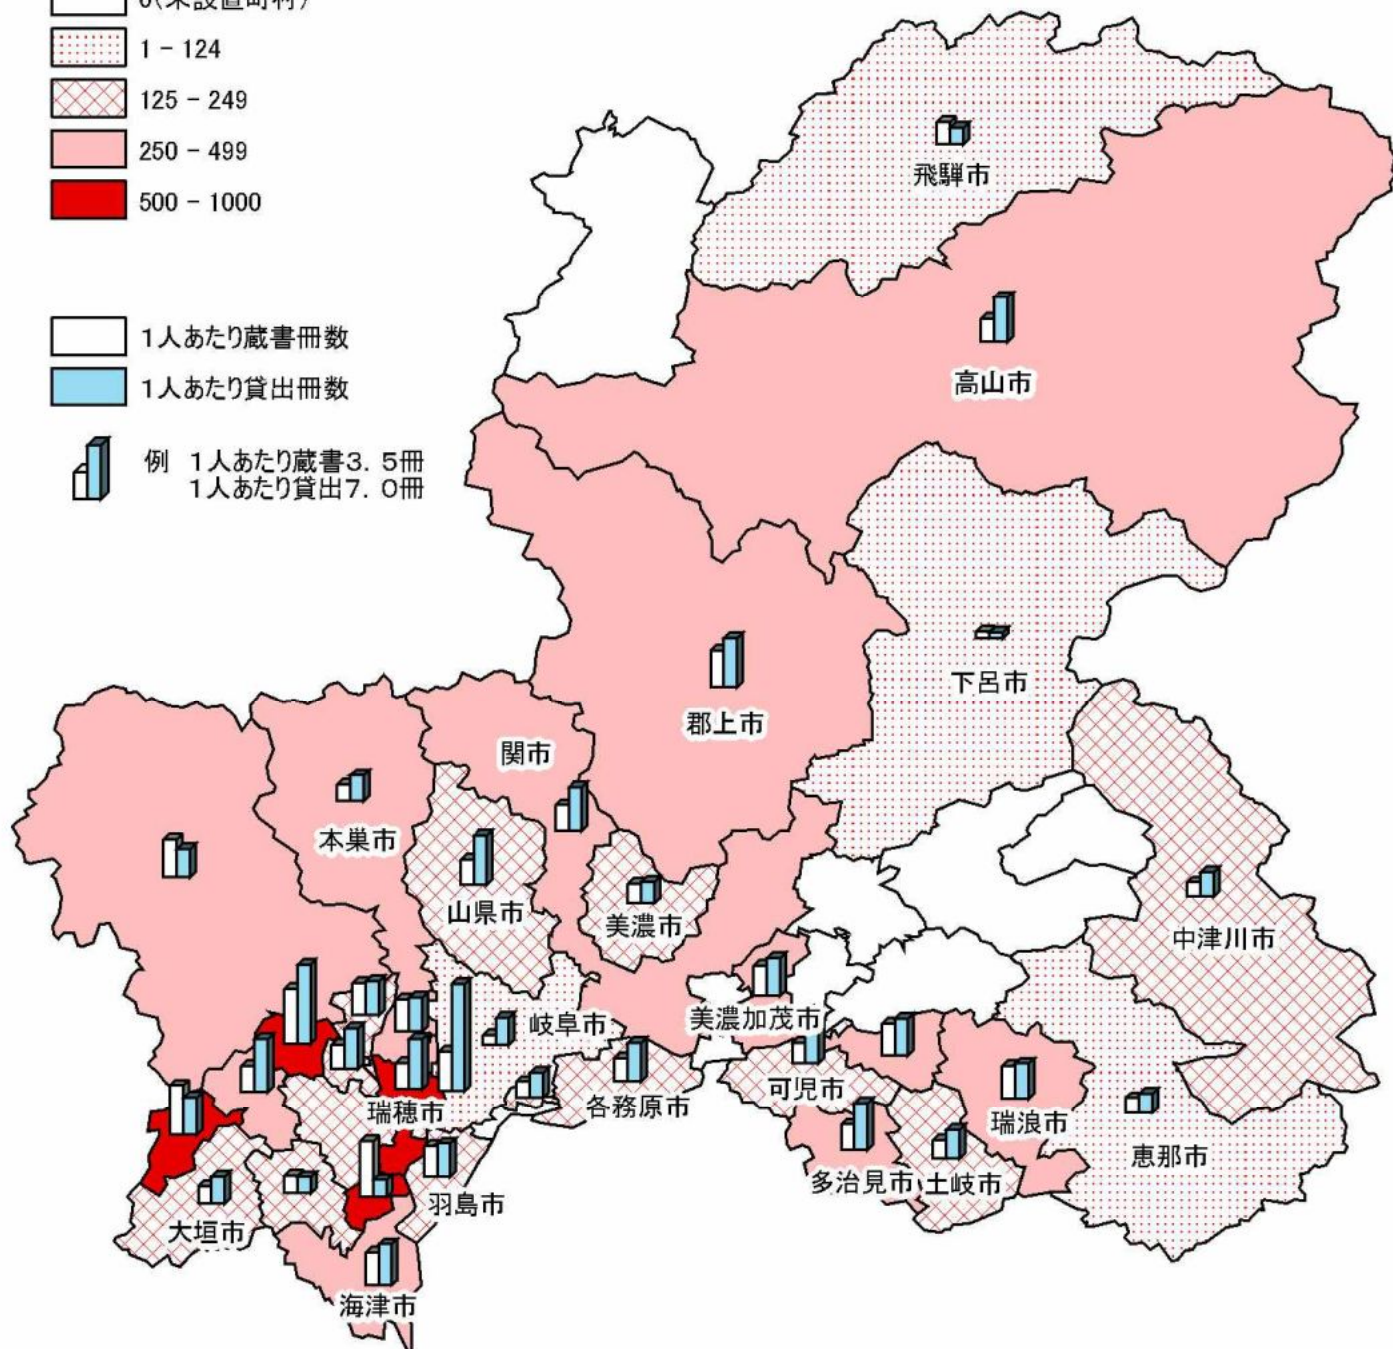 0(未設置町村)
1 - 124
125 - 249
250 - 499
500 - 1000
1人あたり蔵書冊数
1人あたり貸出冊数
例 1人あたり蔵書3.5冊
1人あたり貸出7.0冊
飛騨市
高山市
下呂市
郡上市
関市
本巣市
山県市
美濃市
中津川市
美濃加茂市
岐阜市
可児市
各務原市
瑞穂市
瑞浪市
恵那市
多治見市
土岐市
羽島市
大垣市
海津市